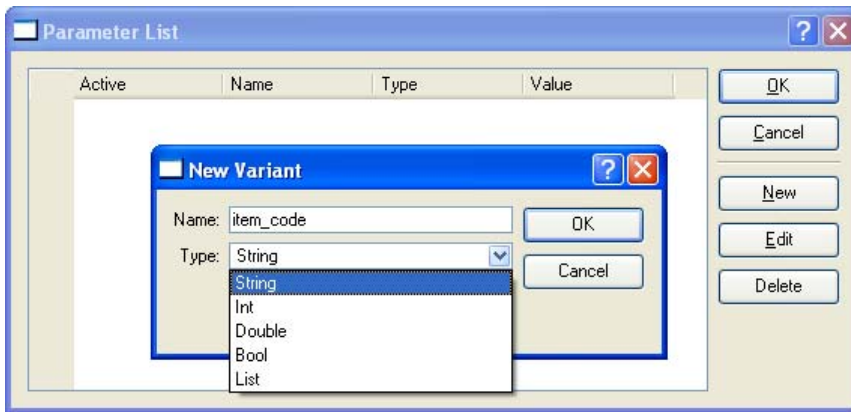 Parameter List
Active Name Type Value
OK
Cancel
New
Edit
Delete
New Variant
Name: item_code
Type: String
String
Int
Double
Bool
List
OK
Cancel